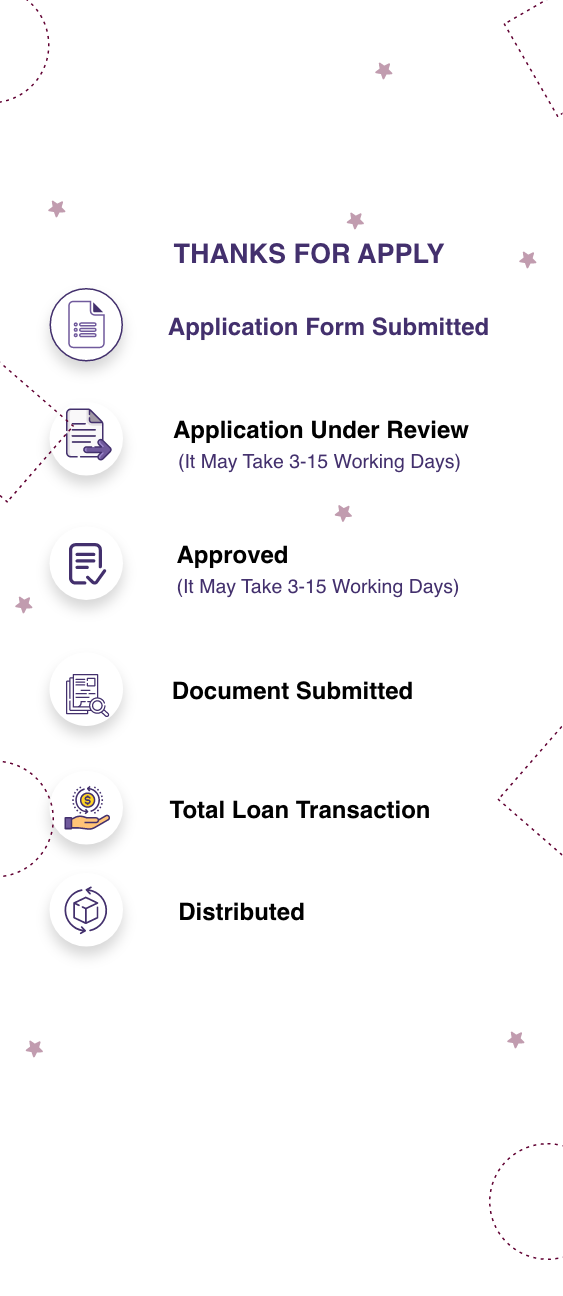 THANKS FOR APPLY
Application Form Submitted
Application Under Review
(It May Take 3-15 Working Days)
Approved
(It May Take 3-15 Working Days)
Document Submitted
Total Loan Transaction
Distributed